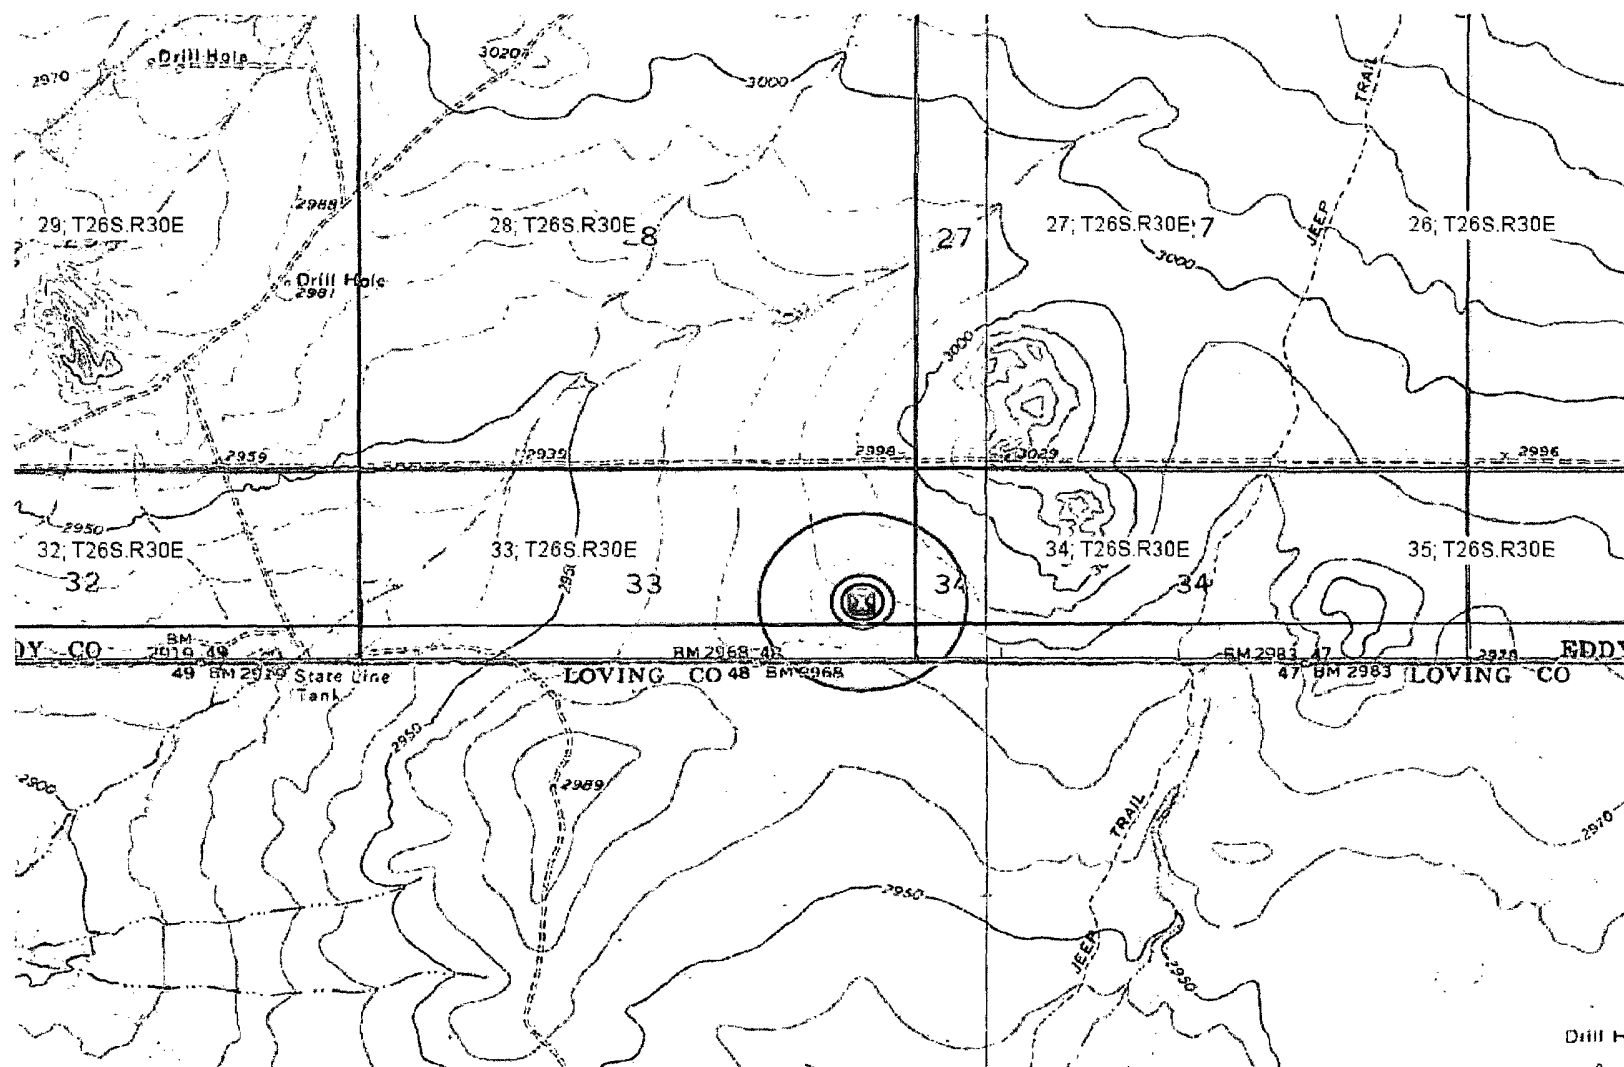 Drill Hole
2970
3020
3000
TRAIL
2988
29; T26S.R30E
28; T26S.R30E
8
27
27; T26S.R30E
7
JEEP
26; T26S.R30E
3000
Drill Hole
2981
3000
2959
2939
2998
3029
2996
2950
32; T26S.R30E
33; T26S.R30E
34; T26S.R30E
35; T26S.R30E
32
33
34
34
DY CO
BM
2919 49
BM 2968 48
BM 2983 47
EDDY
49 BM 2919
State Line
Tank
LOVING CO
48 BM 2968
47 BM 2983
LOVING CO
2950
2989
2900
TRAIL
2970
2950
JEEP
2950
Drill H